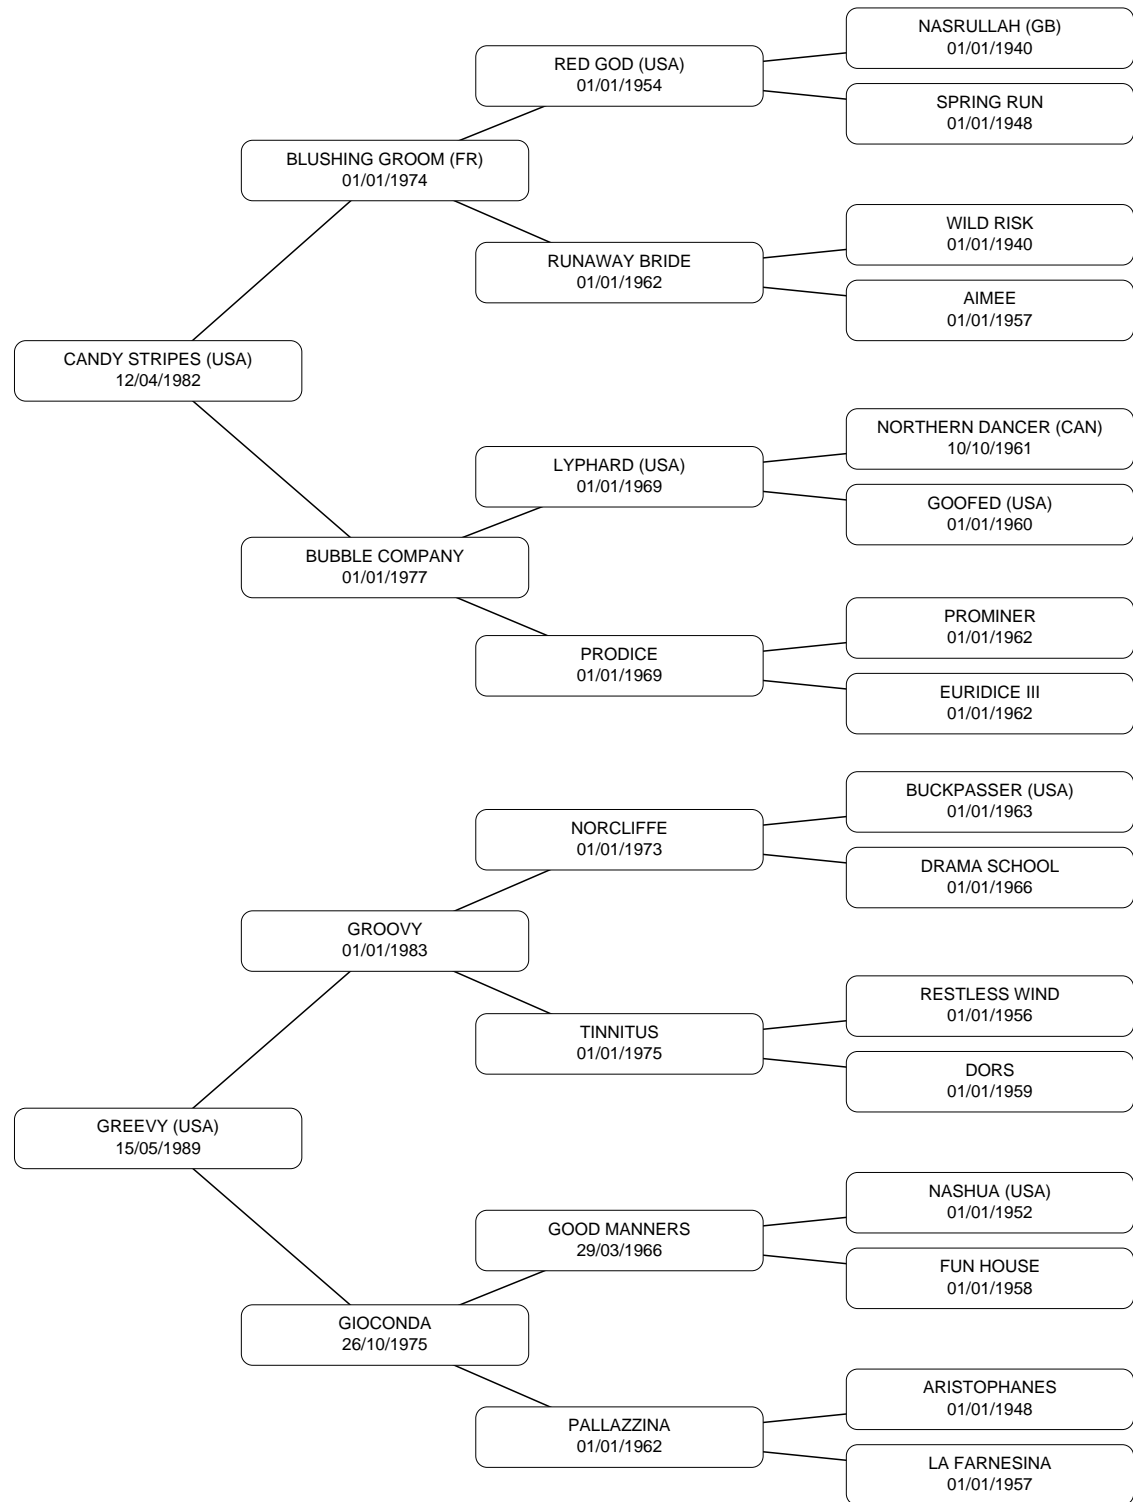 NASRULLAH (GB)
01/01/1940
RED GOD (USA)
01/01/1954
SPRING RUN
01/01/1948
BLUSHING GROOM (FR)
01/01/1974
WILD RISK
01/01/1940
RUNAWAY BRIDE
01/01/1962
AIMEE
01/01/1957
CANDY STRIPES (USA)
12/04/1982
NORTHERN DANCER (CAN)
10/10/1961
LYPHARD (USA)
01/01/1969
GOOFED (USA)
01/01/1960
BUBBLE COMPANY
01/01/1977
PROMINER
01/01/1962
PRODICE
01/01/1969
EURIDICE III
01/01/1962
BUCKPASSER (USA)
01/01/1963
NORCLIFFE
01/01/1973
DRAMA SCHOOL
01/01/1966
GROOVY
01/01/1983
RESTLESS WIND
01/01/1956
TINNITUS
01/01/1975
DORS
01/01/1959
GREEVY (USA)
15/05/1989
NASHUA (USA)
01/01/1952
GOOD MANNERS
29/03/1966
FUN HOUSE
01/01/1958
GIOCONDA
26/10/1975
ARISTOPHANES
01/01/1948
PALLAZZINA
01/01/1962
LA FARNESINA
01/01/1957